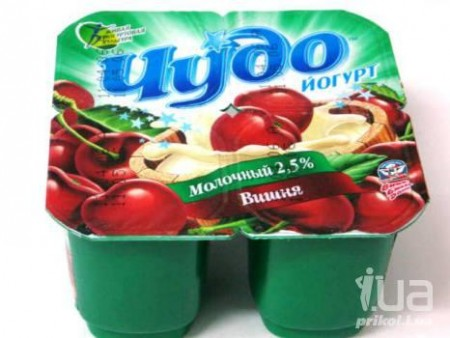 Чудо
йогурт
Молочный 2,5%
Вишня
i.ua
prikol.i.ua